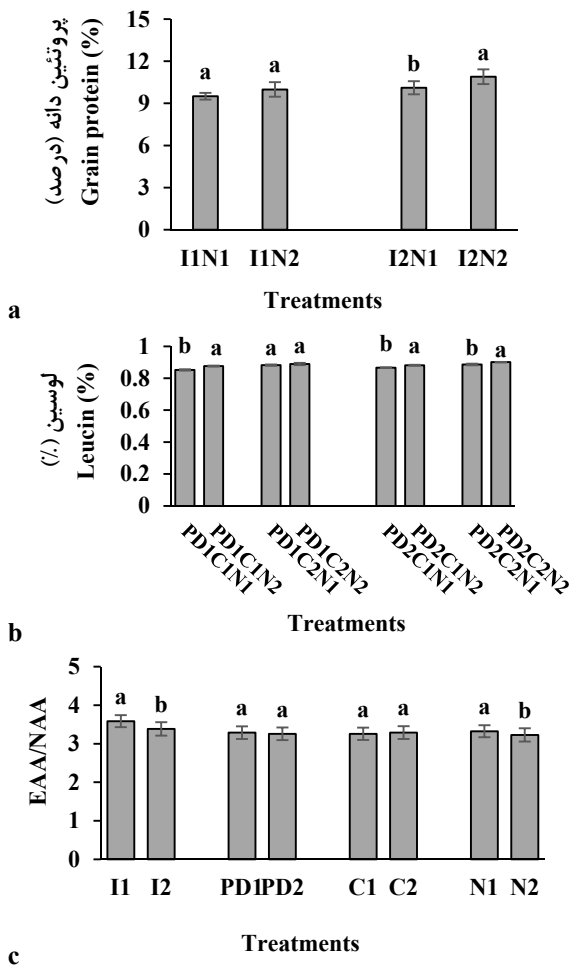 پروتئین دانه (درصد)
Grain protein (%)
15
12
9
6
3
0
a
a
b
a
I1N1 I1N2 I2N1 I2N2
Treatments
a
لوسین (٪)
Leucin (%)
1
0.8
0.6
0.4
0.2
0
b
a
a
a
b
a
b
a
PD1C1N1
PD1C1N2
PD1C2N1
PD1C2N2
PD2C1N1
PD2C1N2
PD2C2N1
PD2C2N2
Treatments
b
EAA/NAA
5
4
3
2
1
0
a
b
a
a
a
a
a
b
I1 I2 PD1 PD2 C1 C2 N1 N2
Treatments
c